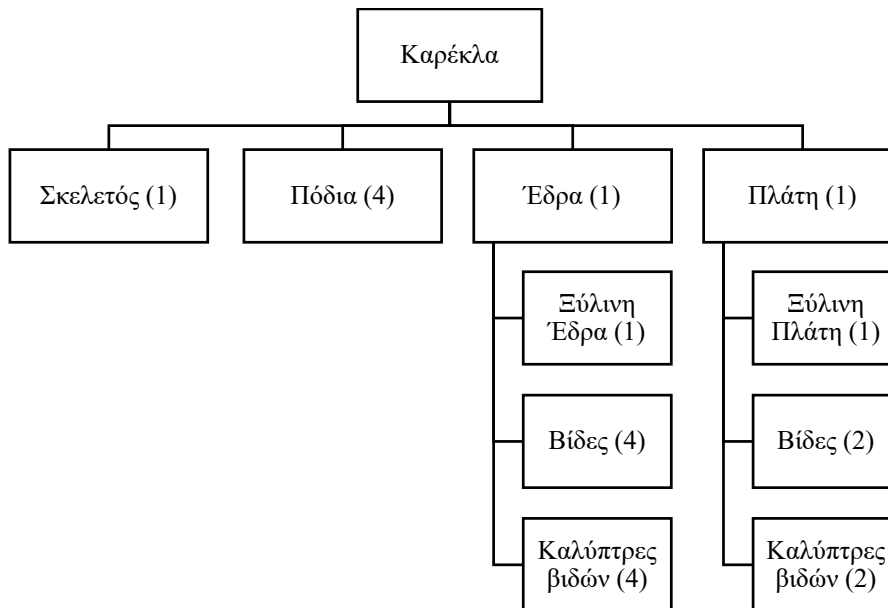 Καρέκλα
Σκελετός (1)
Πόδια (4)
Έδρα (1)
Πλάτη (1)
Ξύλινη
Έδρα (1)
Βίδες (4)
Καλύπτρες
βιδών (4)
Ξύλινη
Πλάτη (1)
Βίδες (2)
Καλύπτρες
βιδών (2)